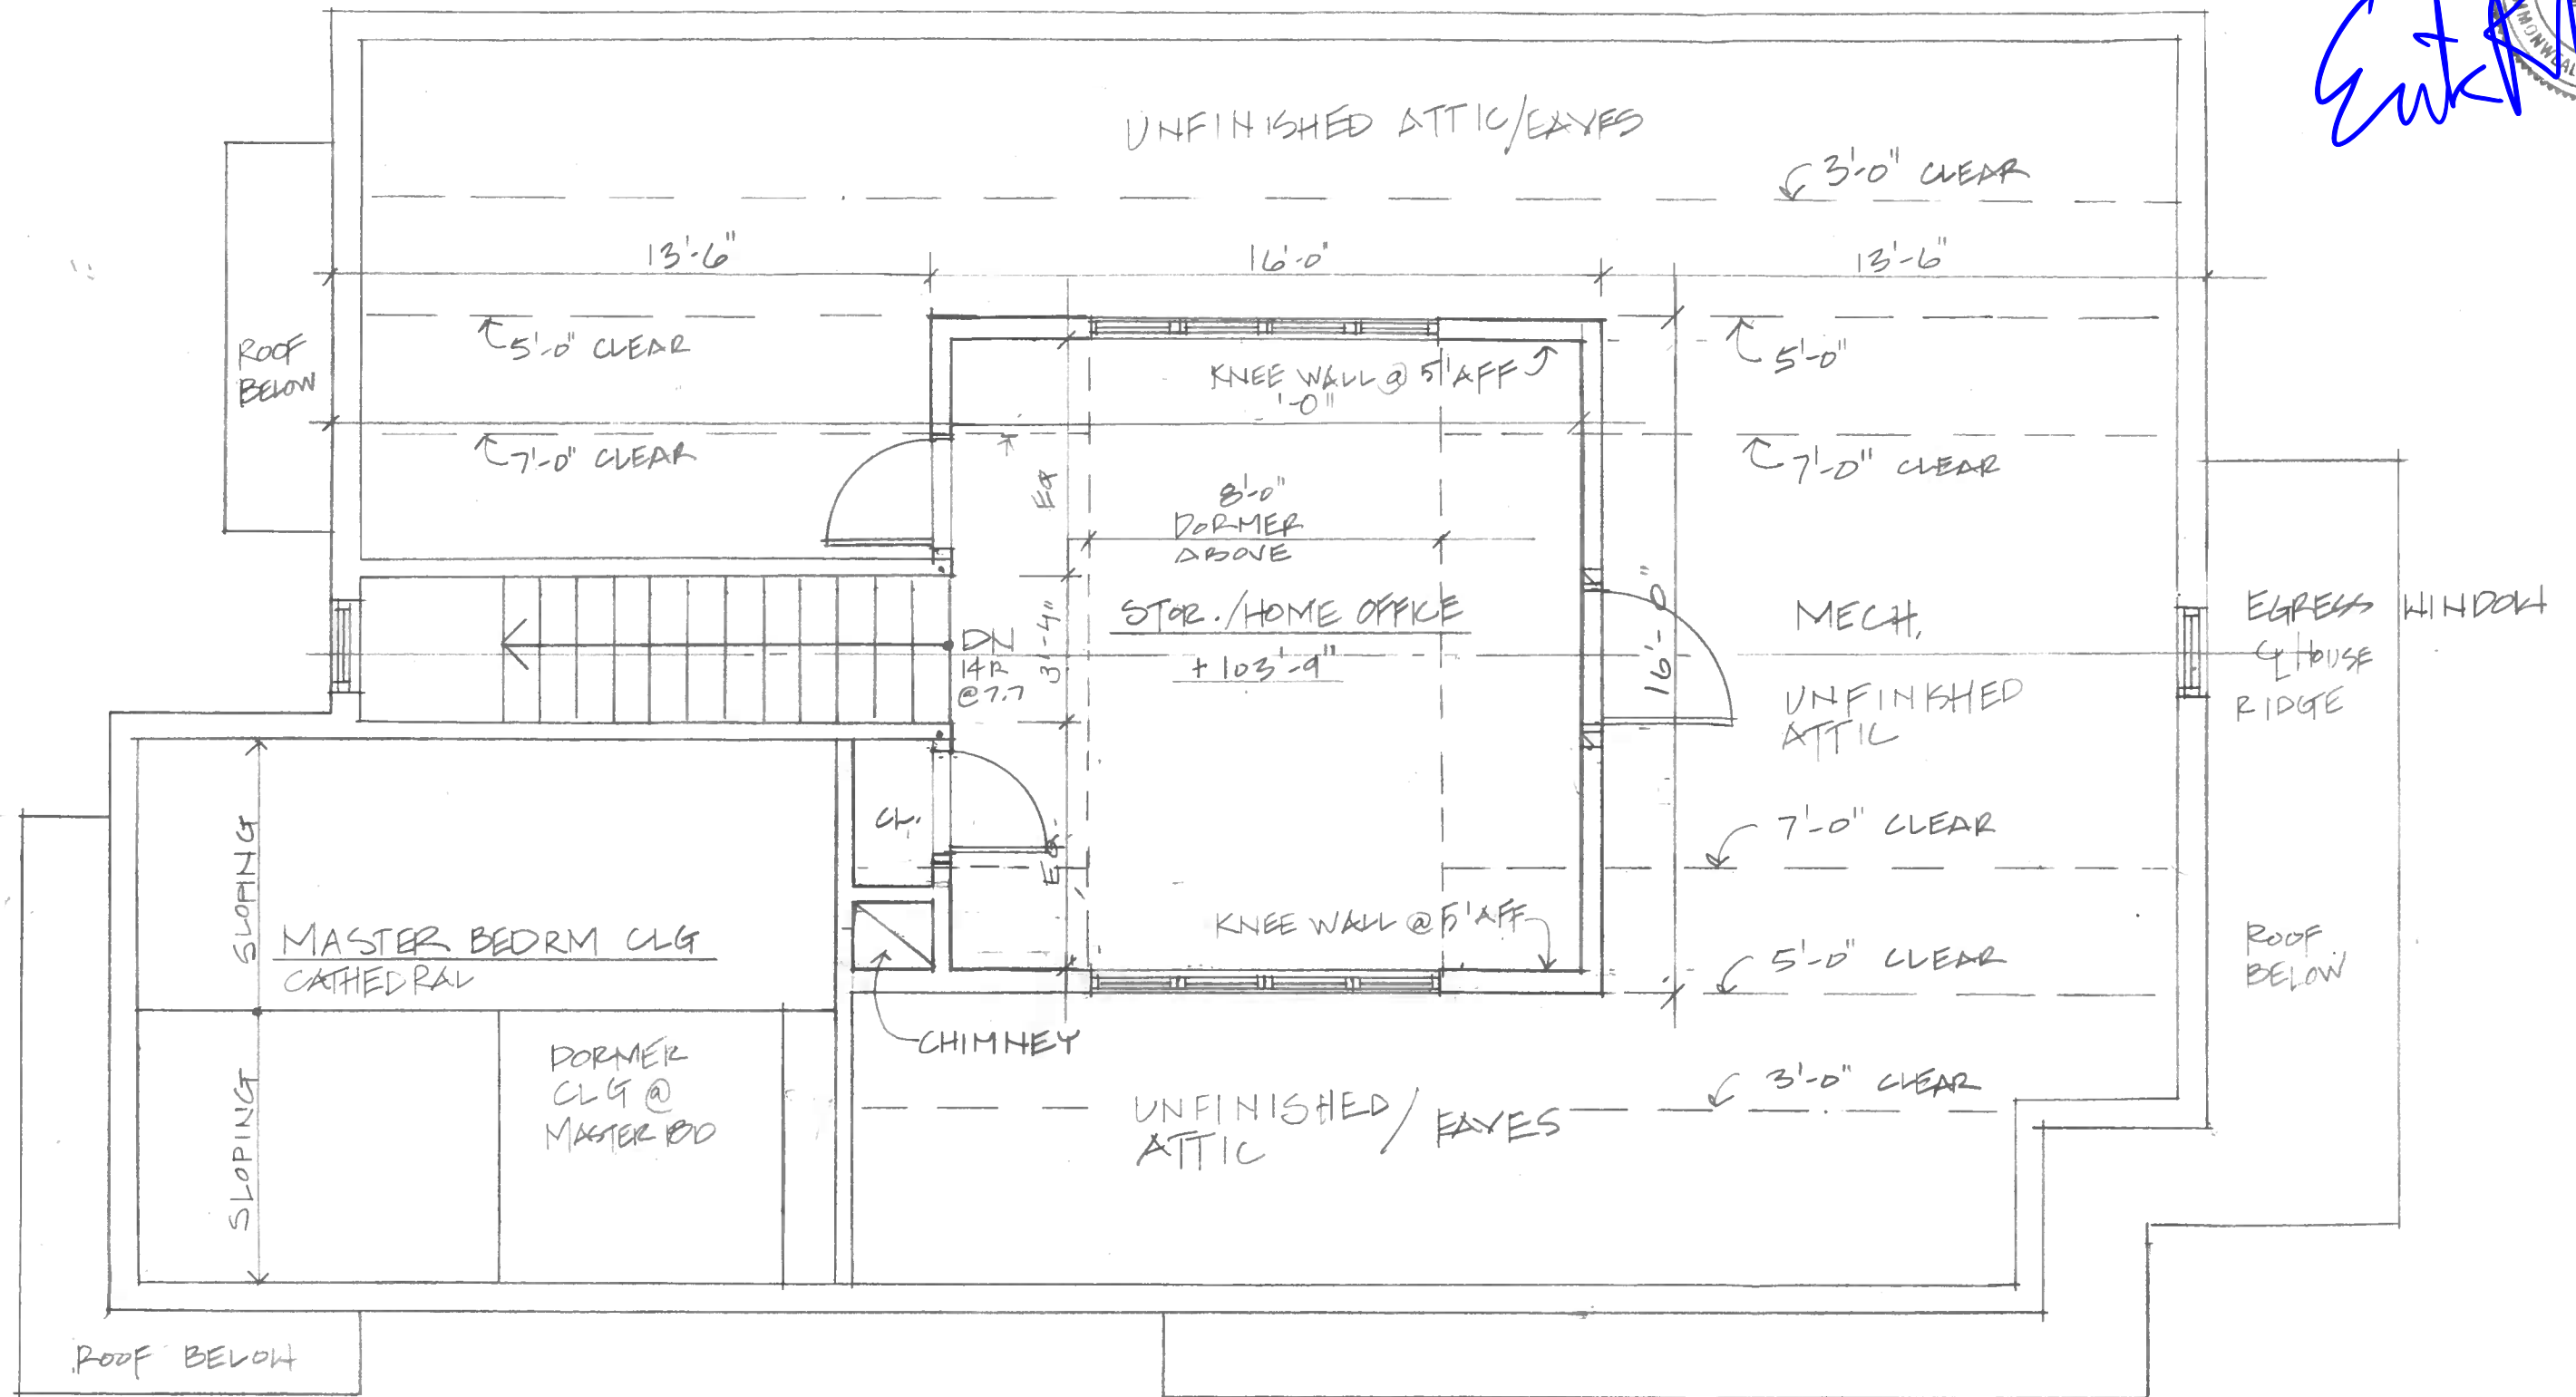 UNFINISHED ATTIC/EAVES
3'-0" CLEAR
13'-6"
16'-0"
13'-6"
5'-0" CLEAR
5'-0"
ROOF
BELOW
KNEE WALL @ 5' AFF
'-0"
7'-0" CLEAR
7'-0" CLEAR
EQ
8'-0"
DORMER
ABOVE
STOR./HOME OFFICE
+103'-9"
DN
14R
@7.7
3'-4"
16'-0"
MECH.
UNFINISHED
ATTIC
EGRESS WINDOW
CL HOUSE
RIDGE
CL.
EQ.
7'-0" CLEAR
SLOPING
MASTER BEDRM CLG
CATHEDRAL
KNEE WALL @ 5' AFF
5'-0" CLEAR
ROOF
BELOW
CHIMNEY
SLOPING
DORMER
CLG @
MASTER BD
3'-0" CLEAR
UNFINISHED/ EAVES
ATTIC
ROOF BELOW